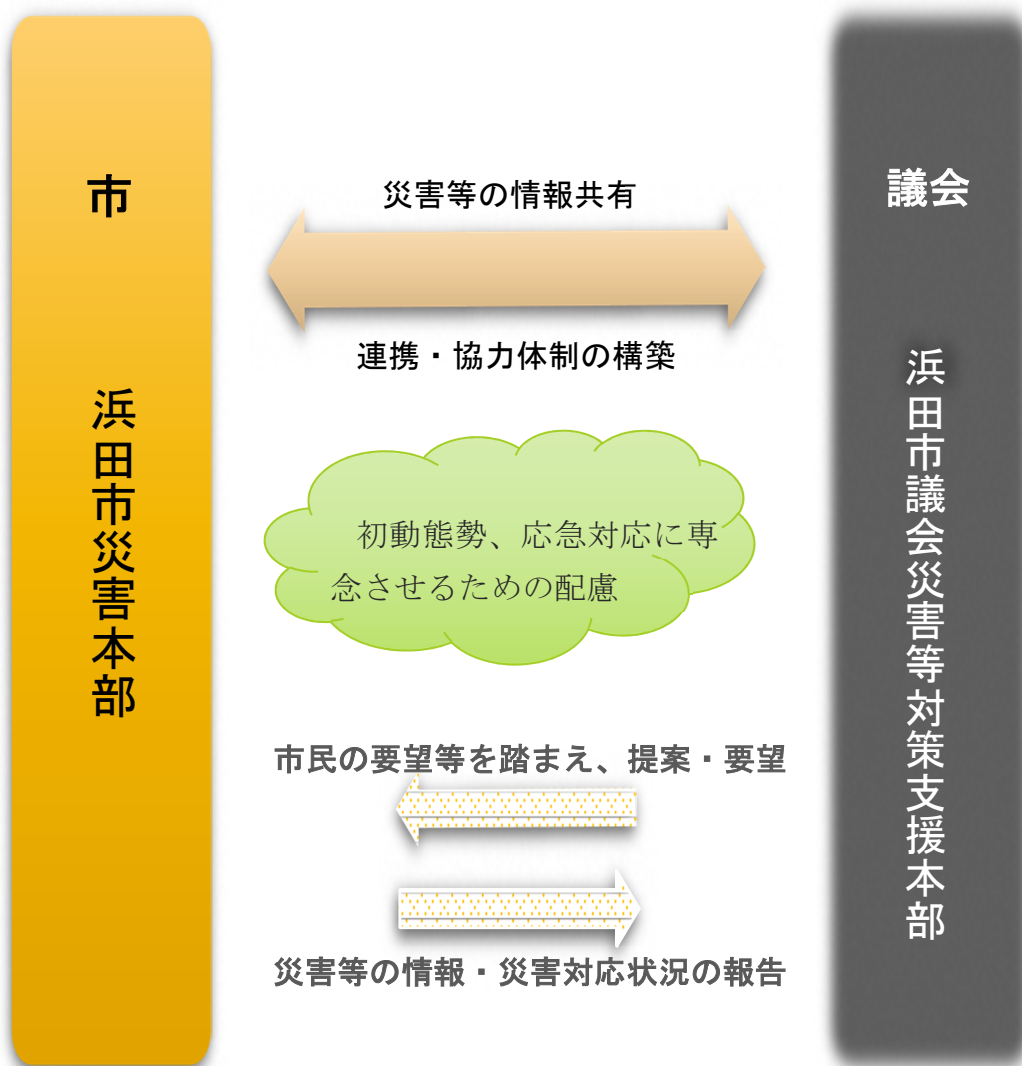 市
浜田市災害本部
災害等の情報共有
連携・協力体制の構築
初動態勢、応急対応に専
念させるための配慮
市民の要望等を踏まえ、提案・要望
災害等の情報・災害対応状況の報告
議会
浜田市議会災害等対策支援本部